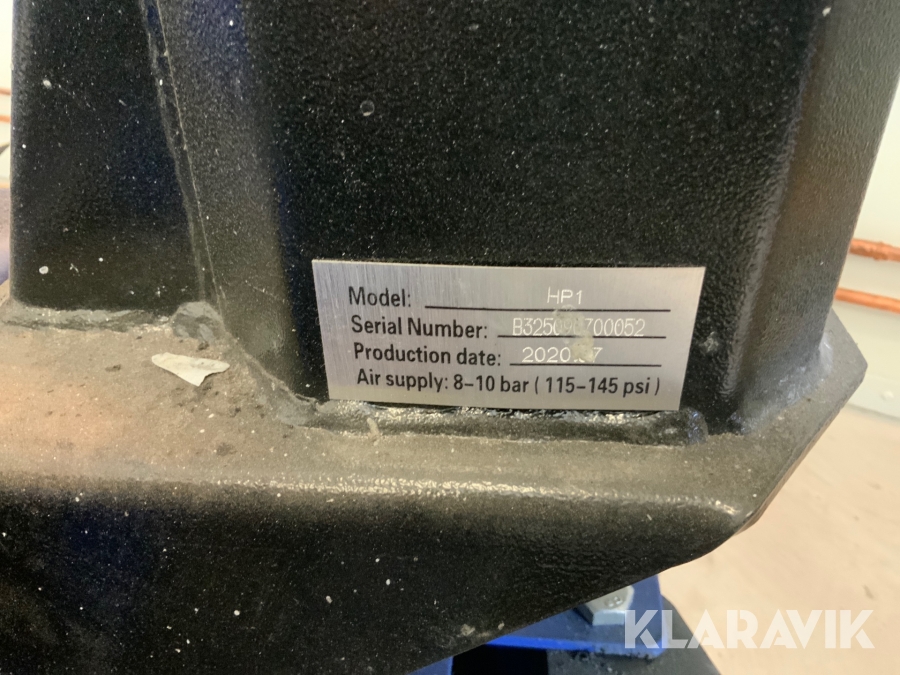 Model: HP1
Serial Number:
Production date:
Air supply: 8-10 bar ( 115-145 psi )
KLARAVIK